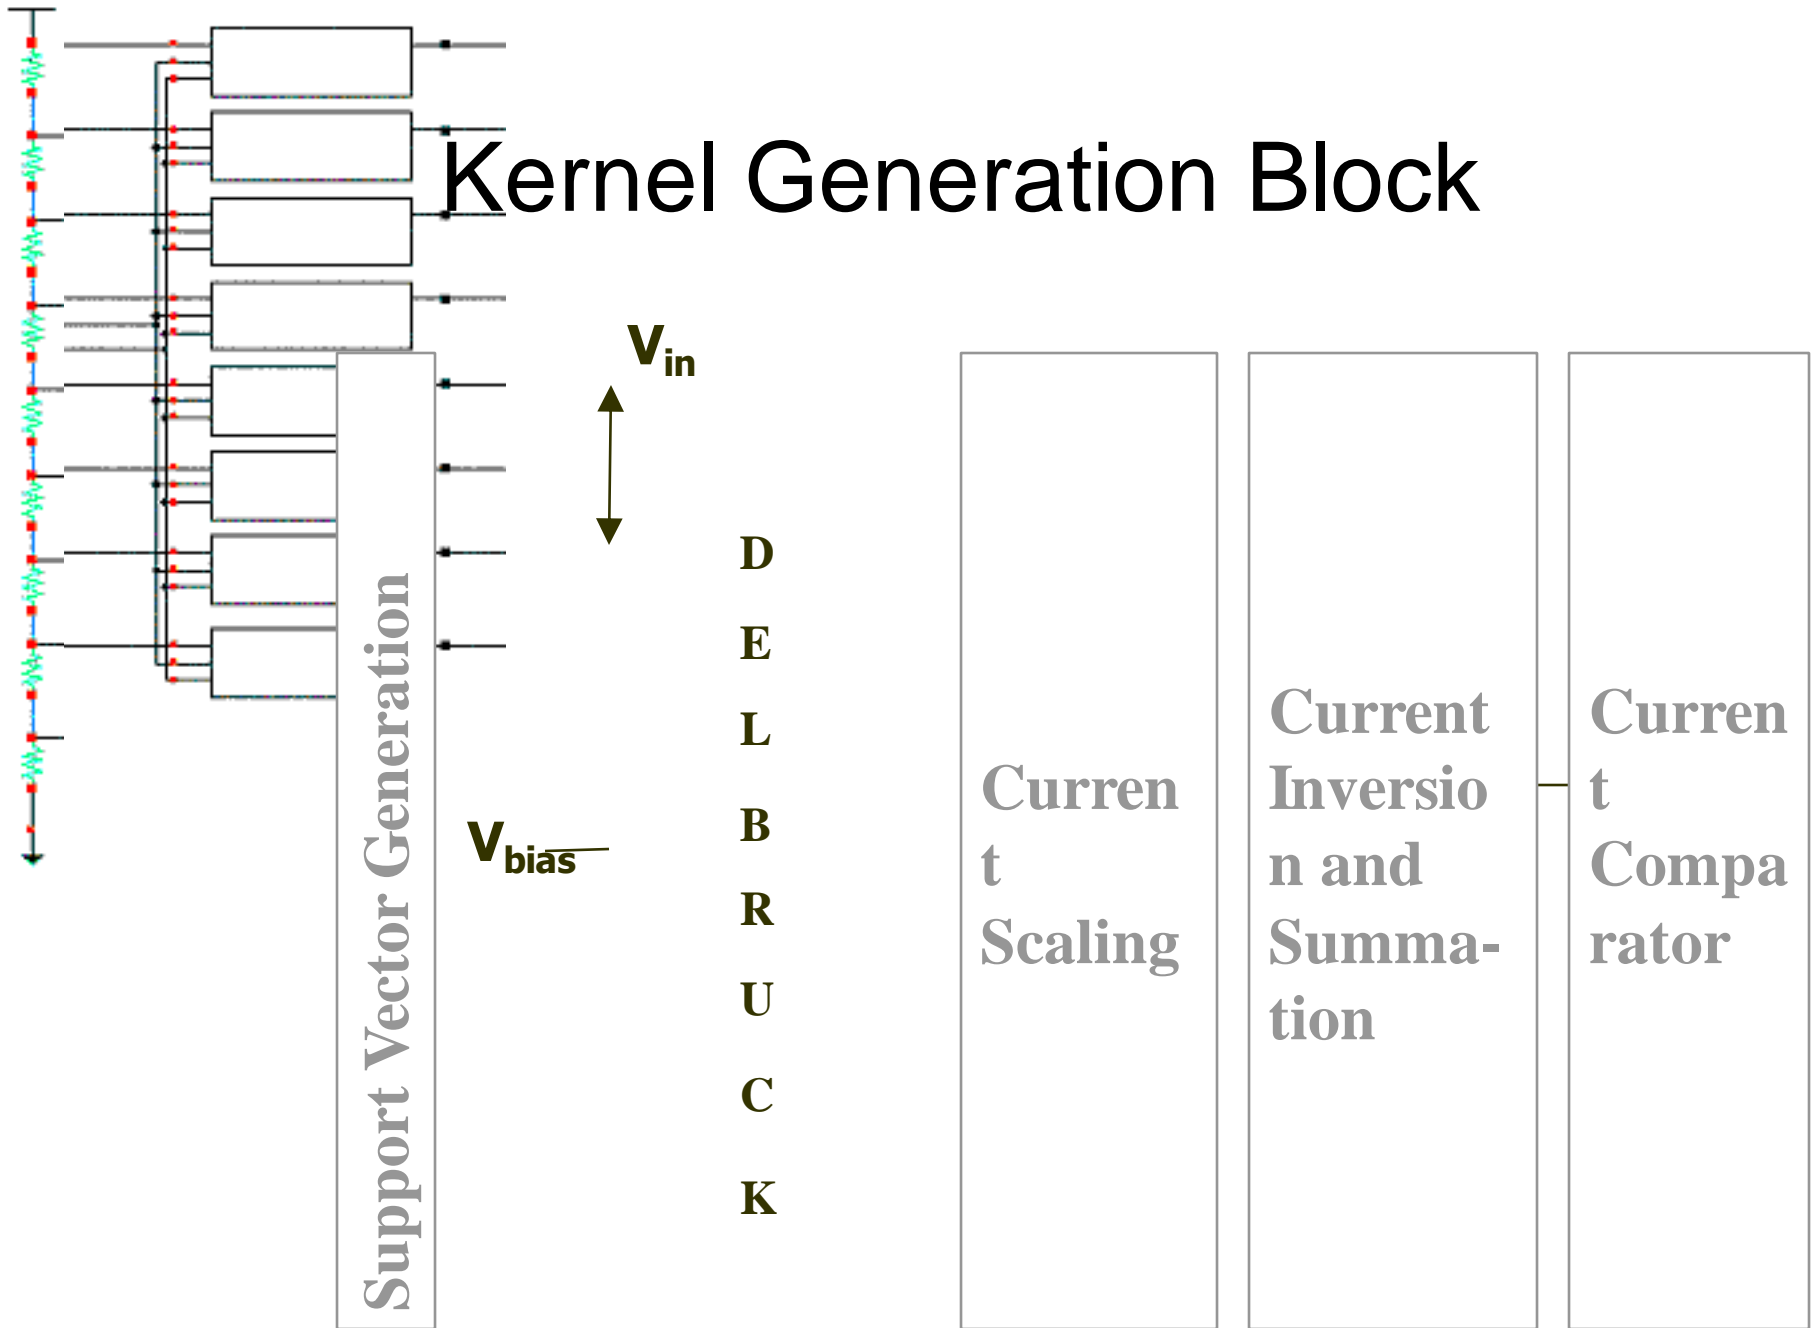 Kernel Generation Block
Vin
Support Vector Generation
Vbias
D
E
L
B
R
U
C
K
Curren
t
Scaling
Current
Inversio
n and
Summa-
tion
Curren
t
Compa
rator